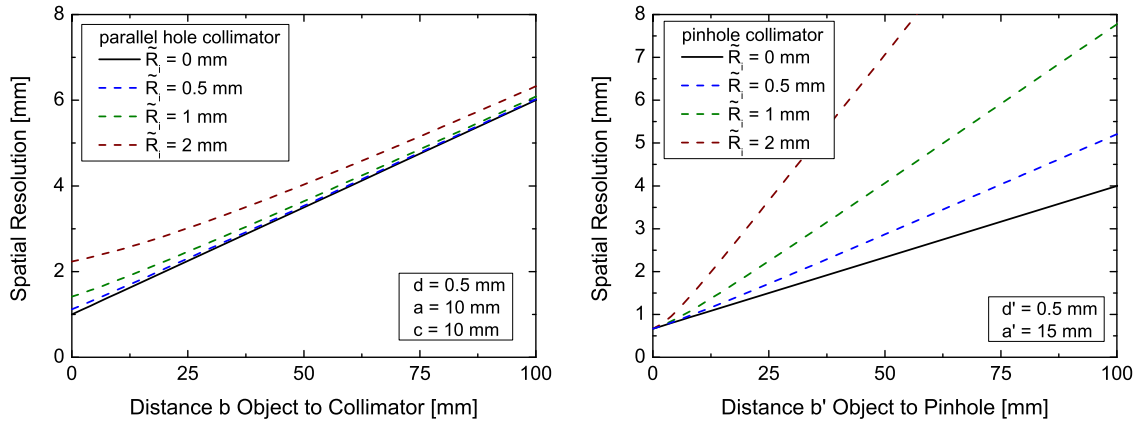 8
6
4
2
0
Spatial Resolution [mm]
parallel hole collimator
R̃i = 0 mm
R̃i = 0.5 mm
R̃i = 1 mm
R̃i = 2 mm
d = 0.5 mm
a = 10 mm
c = 10 mm
0 25 50 75 100
Distance b Object to Collimator [mm]
8
7
6
5
4
3
2
1
0
Spatial Resolution [mm]
pinhole collimator
R̃i = 0 mm
R̃i = 0.5 mm
R̃i = 1 mm
R̃i = 2 mm
d' = 0.5 mm
a' = 15 mm
0 25 50 75 100
Distance b' Object to Pinhole [mm]